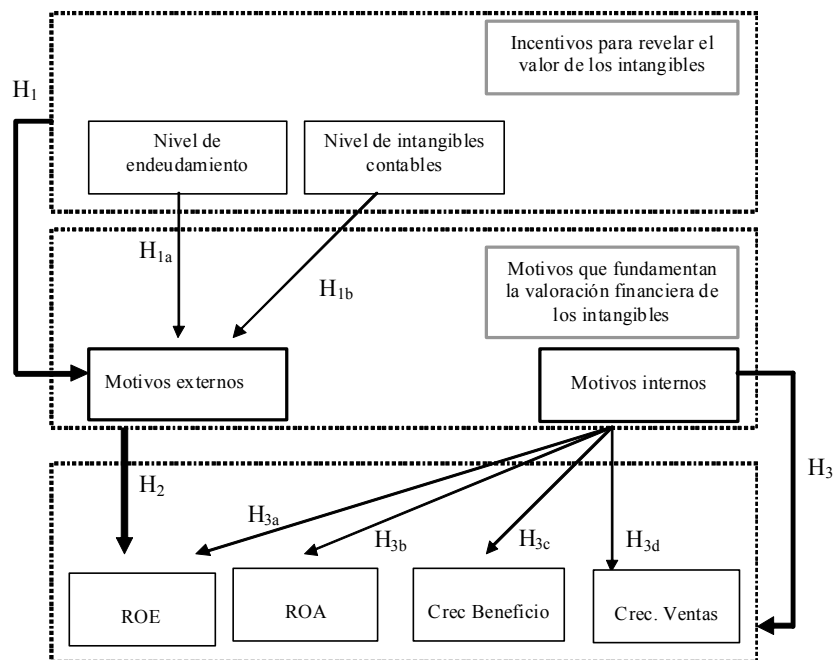 Incentivos para revelar el
valor de los intangibles
H1
Nivel de
endeudamiento
Nivel de intangibles
contables
H1a
H1b
Motivos que fundamentan
la valoración financiera de
los intangibles
Motivos externos
Motivos internos
H2
H3
H3a
H3b
H3c
H3d
ROE
ROA
Crec Beneficio
Crec. Ventas